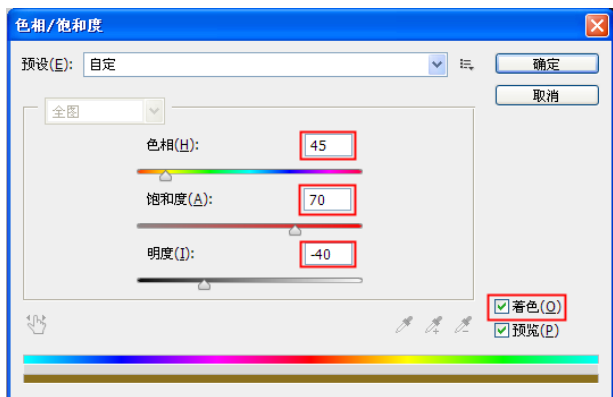 色相/饱和度
预设(E): 自定
确定
取消
全图
色相(H): 45
饱和度(A): 70
明度(I): -40
着色(O)
预览(P)